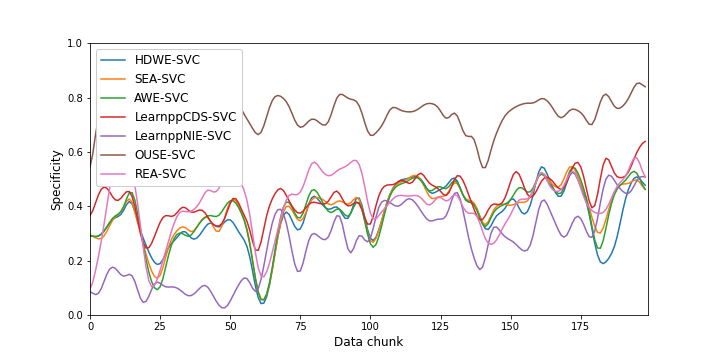 1.0
0.8
0.6
0.4
0.2
0.0
Specificity
HDWE-SVC
SEA-SVC
AWE-SVC
LearnppCDS-SVC
LearnppNIE-SVC
OUSE-SVC
REA-SVC
0 25 50 75 100 125 150 175
Data chunk